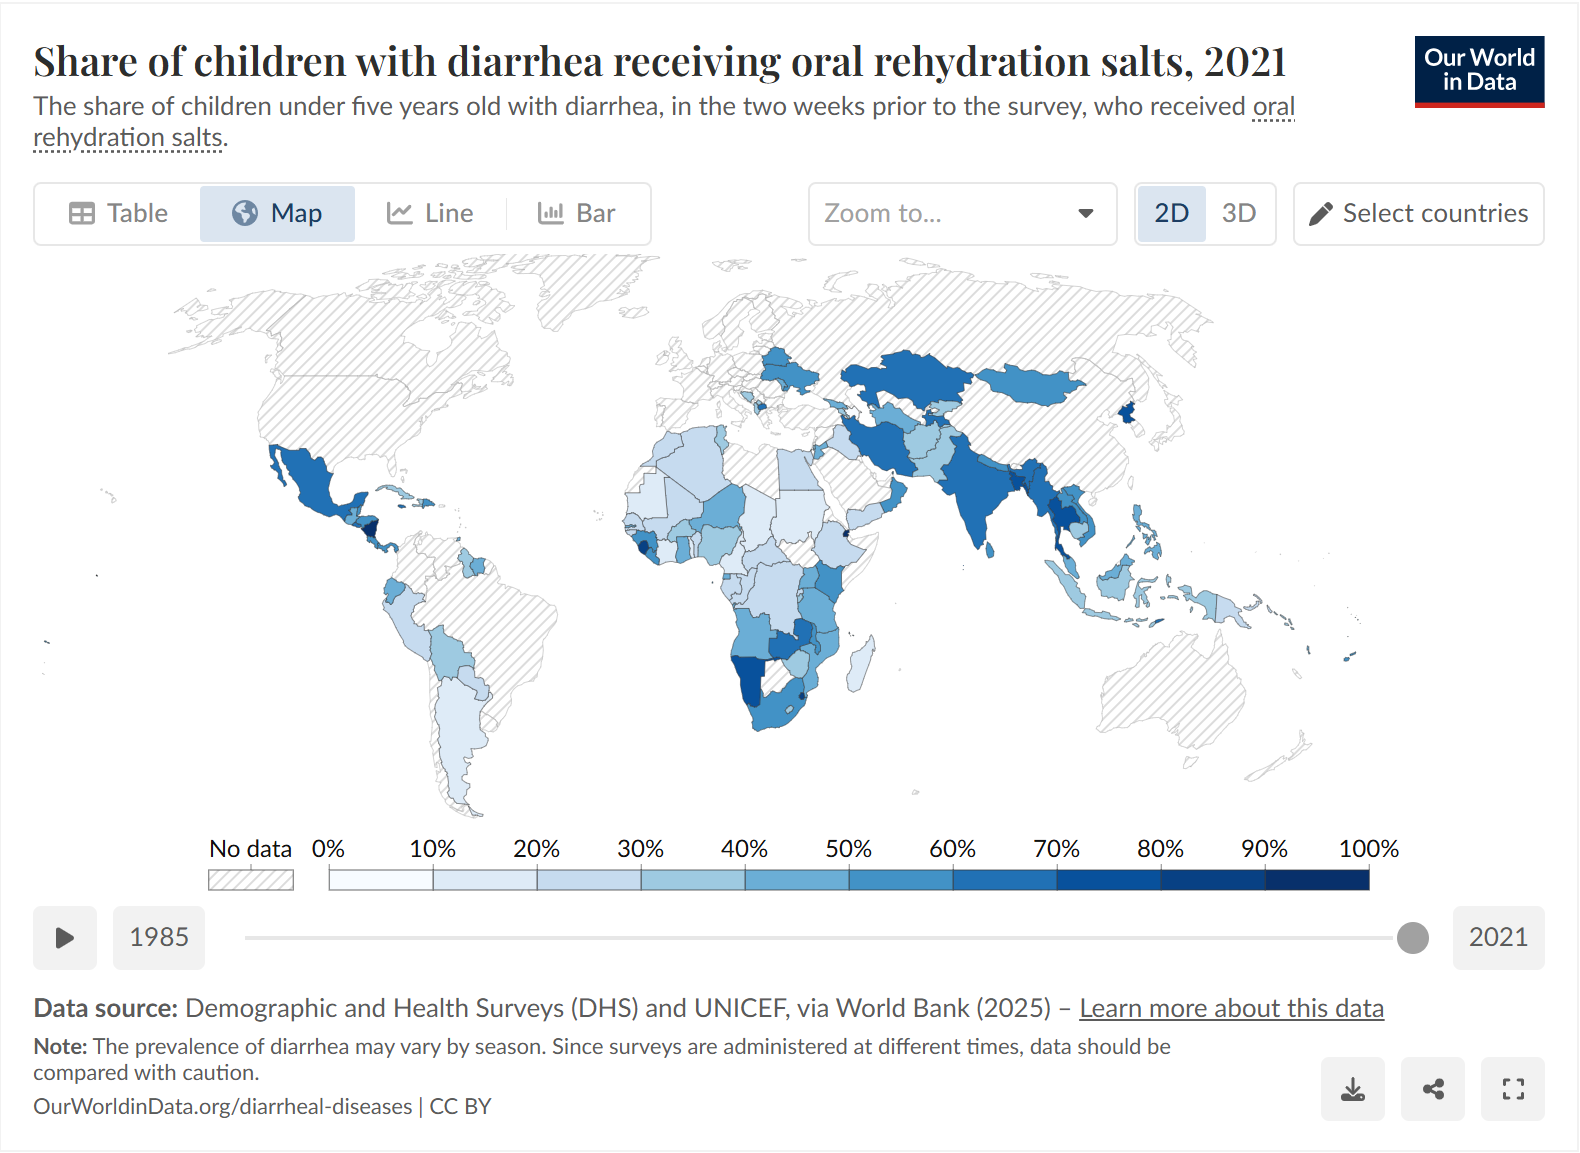 Share of children with diarrhea receiving oral rehydration salts, 2021
Our World
in Data
The share of children under five years old with diarrhea, in the two weeks prior to the survey, who received oral
rehydration salts.
Table
Map
Line
Bar
Zoom to...
2D
3D
Select countries
No data
0%
10%
20%
30%
40%
50%
60%
70%
80%
90%
100%
1985
2021
Data source: Demographic and Health Surveys (DHS) and UNICEF, via World Bank (2025) – Learn more about this data
Note: The prevalence of diarrhea may vary by season. Since surveys are administered at different times, data should be
compared with caution.
OurWorldinData.org/diarrheal-diseases | CC BY